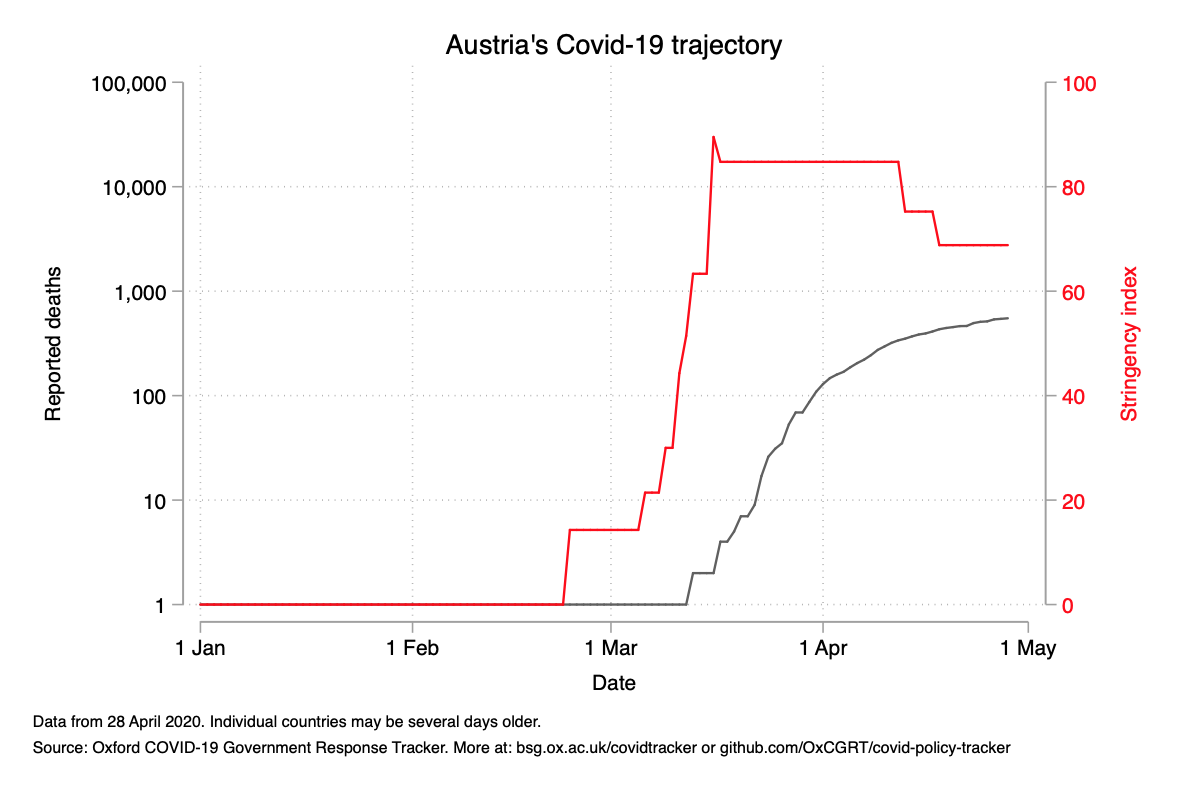 Austria's Covid-19 trajectory
100,000
10,000
1,000
100
10
1
Reported deaths
100
80
60
40
20
0
Stringency index
1 Jan
1 Feb
1 Mar
1 Apr
1 May
Date
Data from 28 April 2020. Individual countries may be several days older.
Source: Oxford COVID-19 Government Response Tracker. More at: bsg.ox.ac.uk/covidtracker or github.com/OxCGRT/covid-policy-tracker